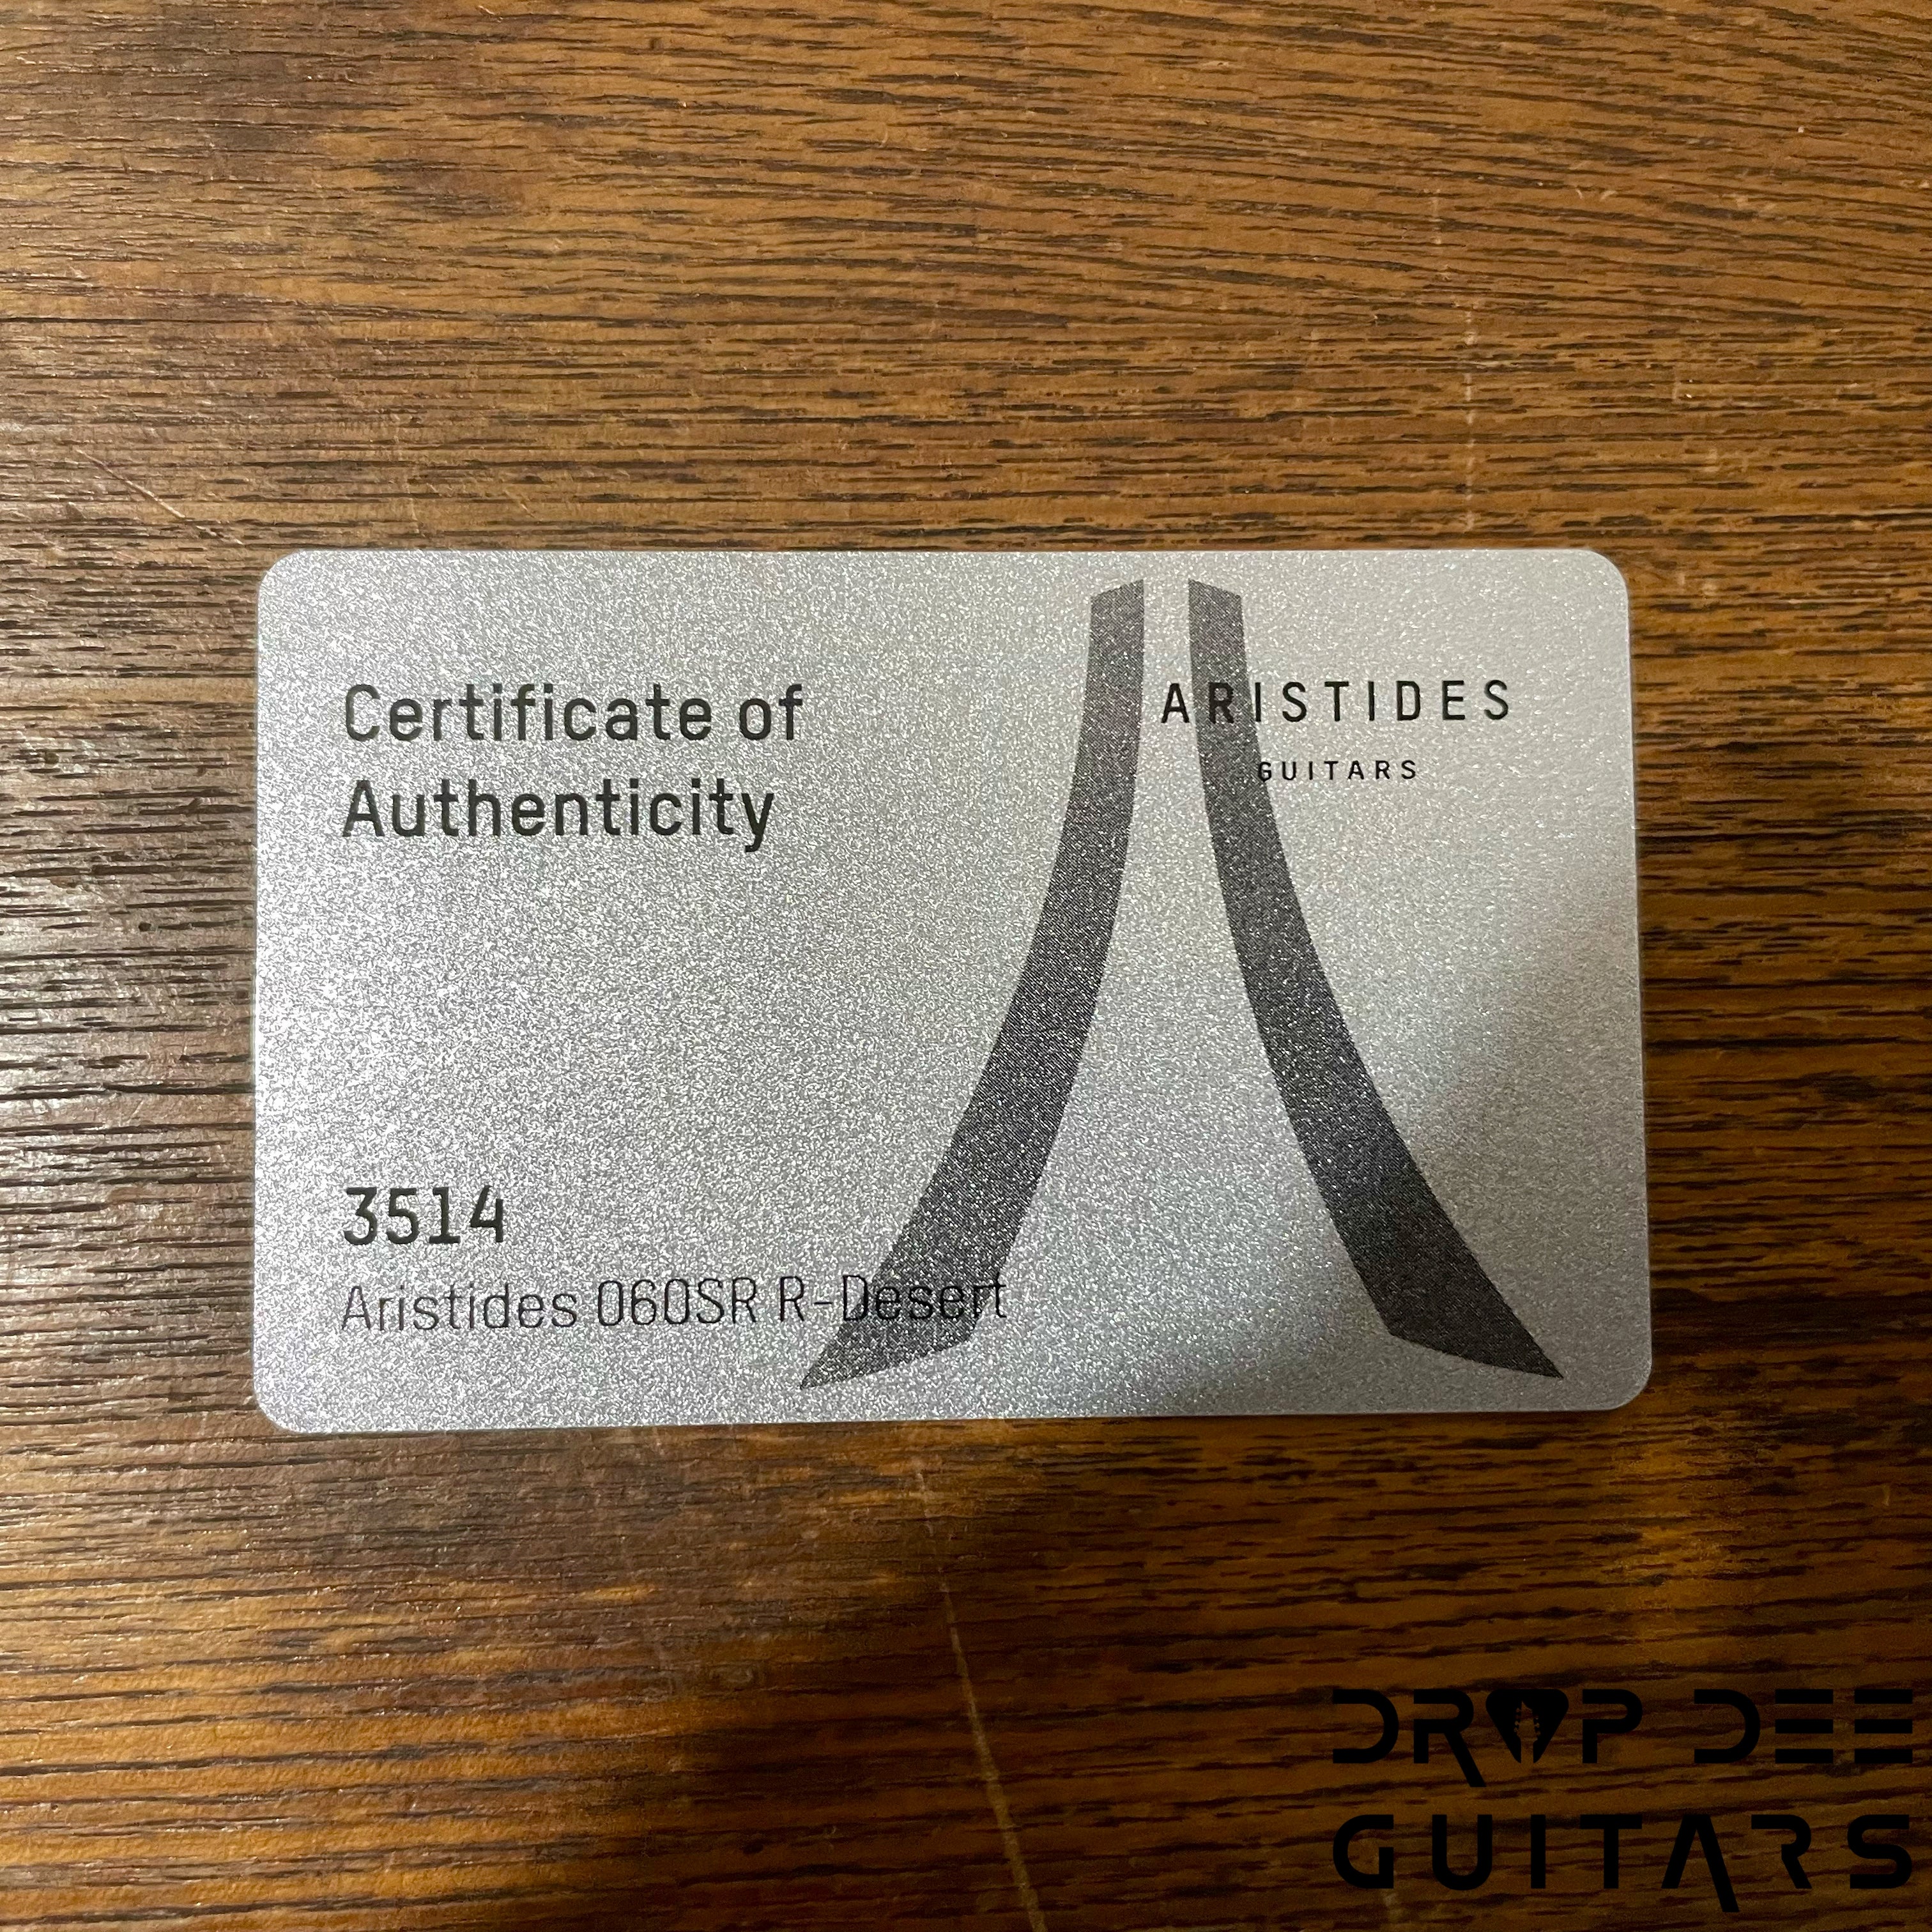 Certificate of
Authenticity
ARISTIDES
GUITARS
3514
Aristides 060SR R-Desert
DROP DEE
GUITARS